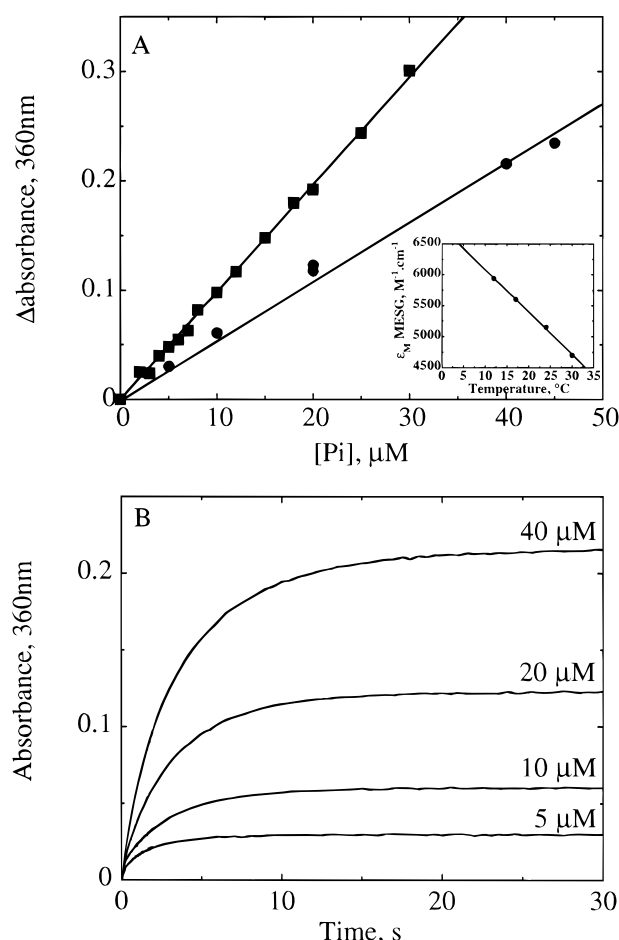 A
0.3
0.2
0.1
0
Δabsorbance, 360nm
0 10 20 30 40 50
[Pi], μM
6500
6000
5500
5000
4500
εM MESG, M-1.cm-1
0 5 10 15 20 25 30 35
Temperature, °C
B
40 μM
0.2
20 μM
0.1
10 μM
5 μM
0
Absorbance, 360nm
0 10 20 30
Time, s